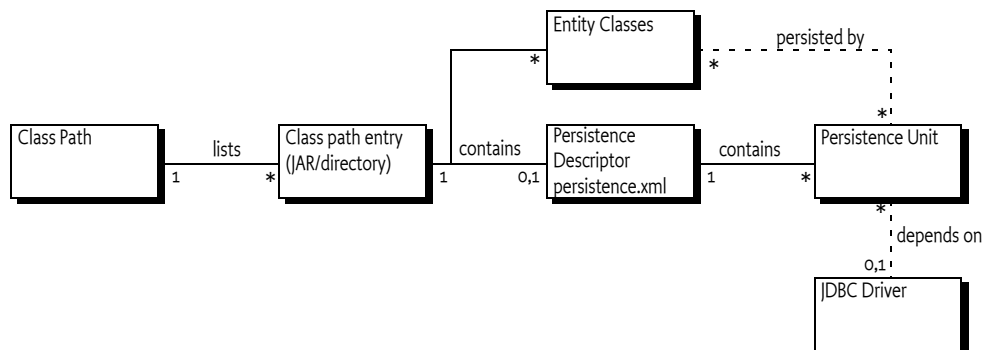 Entity Classes
persisted by
*
*
*
Class Path
lists
1
*
Class path entry
(JAR/directory)
contains
1
0,1
Persistence
Descriptor
persistence.xml
contains
1
*
Persistence Unit
*
depends on
0,1
JDBC Driver